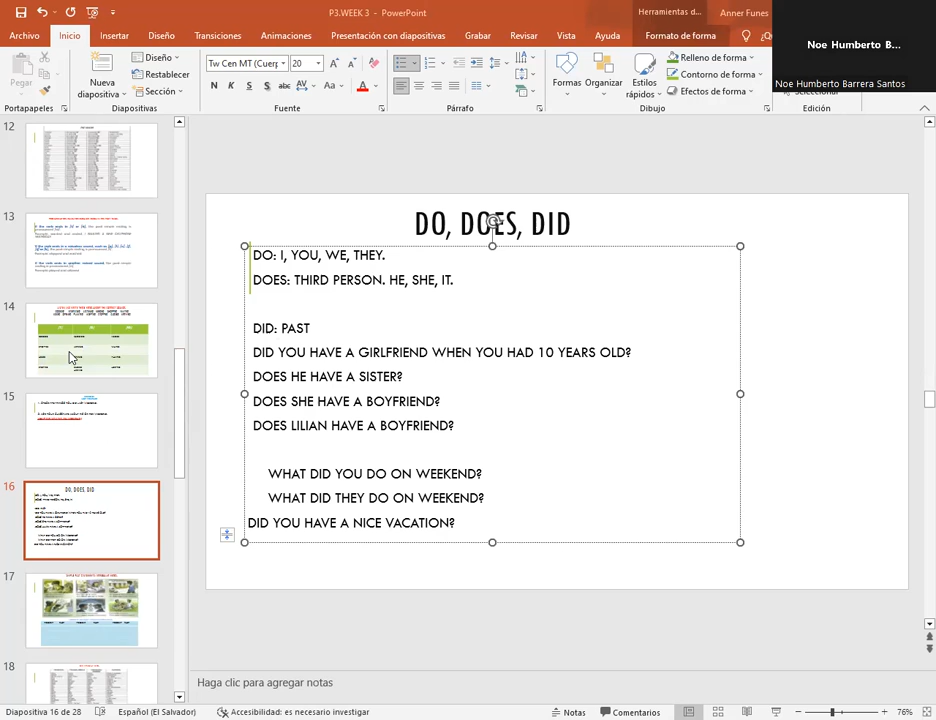 P3.WEEK 3 - PowerPoint
Herramientas d...
Anner Funes
Noe Humberto B...
Archivo
Inicio
Insertar
Diseño
Transiciones
Animaciones
Presentación con diapositivas
Grabar
Revisar
Vista
Ayuda
Formato de forma
Noe Humberto Barrera Santos
Pegar
Nueva
diapositiva
Diseño
Restablecer
Sección
Tw Cen MT (Cuerp
20
N K S S abc AV Aa A
Formas
Organizar
Estilos
rápidos
Relleno de forma
Contorno de forma
Efectos de forma
Portapapeles
Diapositivas
Fuente
Párrafo
Dibujo
Edición
12
13
14
15
16
17
18
DO, DOES, DID
DO: I, YOU, WE, THEY.
DOES: THIRD PERSON. HE, SHE, IT.
DID: PAST
DID YOU HAVE A GIRLFRIEND WHEN YOU HAD 10 YEARS OLD?
DOES HE HAVE A SISTER?
DOES SHE HAVE A BOYFRIEND?
DOES LILIAN HAVE A BOYFRIEND?
WHAT DID YOU DO ON WEEKEND?
WHAT DID THEY DO ON WEEKEND?
DID YOU HAVE A NICE VACATION?
Haga clic para agregar notas
Diapositiva 16 de 28
Español (El Salvador)
Accesibilidad: es necesario investigar
Notas
Comentarios
76%